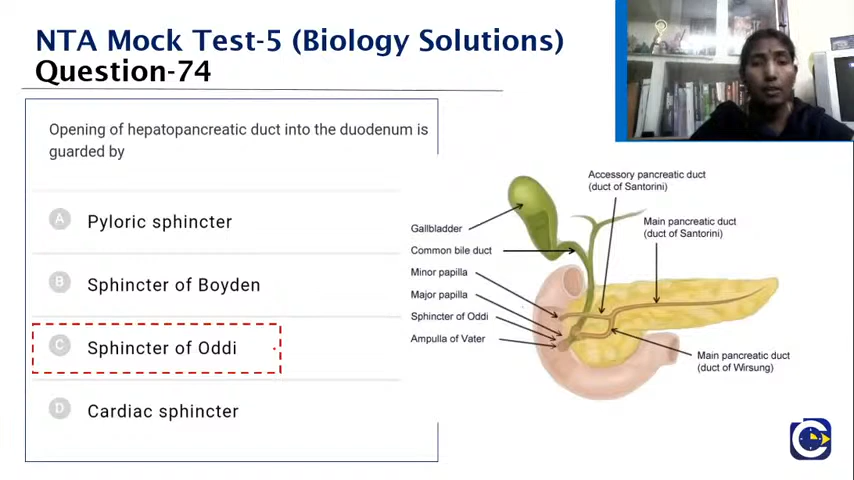 NTA Mock Test-5 (Biology Solutions)
Question-74
Opening of hepatopancreatic duct into the duodenum is
guarded by
A Pyloric sphincter
B Sphincter of Boyden
C Sphincter of Oddi
D Cardiac sphincter
Accessory pancreatic duct
(duct of Santorini)
Main pancreatic duct
(duct of Santorini)
Gallbladder
Common bile duct
Minor papilla
Major papilla
Sphincter of Oddi
Ampulla of Vater
Main pancreatic duct
(duct of Wirsung)